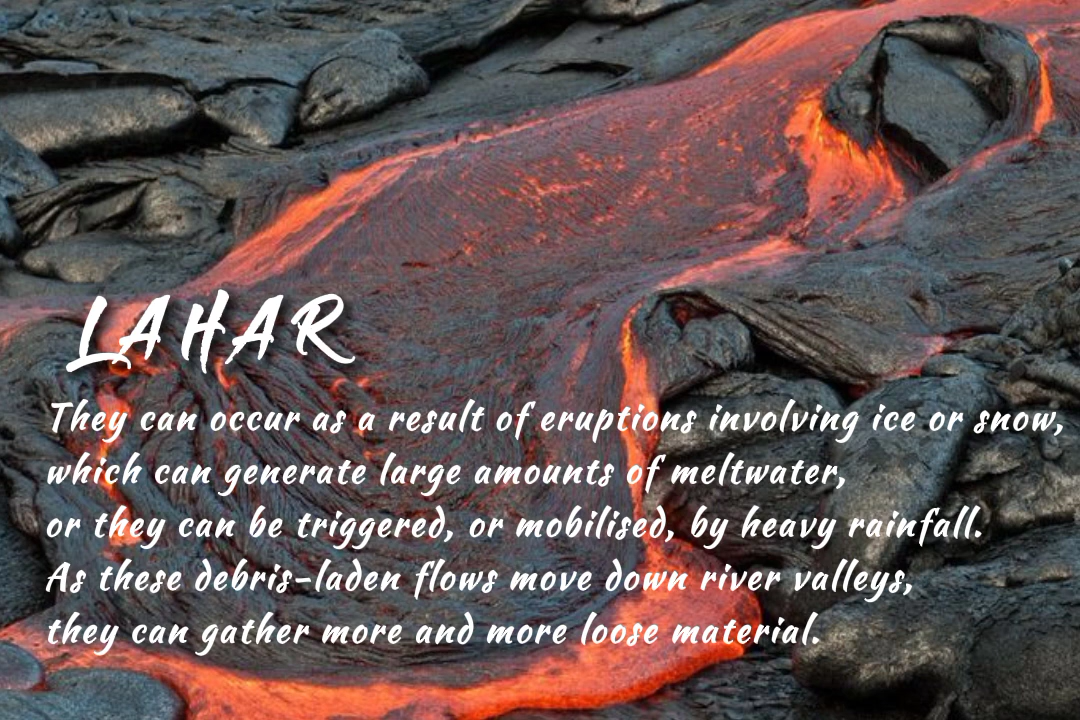 LAHAR
They can occur as a result of eruptions involving ice or snow,
which can generate large amounts of meltwater,
or they can be triggered, or mobilised, by heavy rainfall.
As these debris-laden flows move down river valleys,
they can gather more and more loose material.